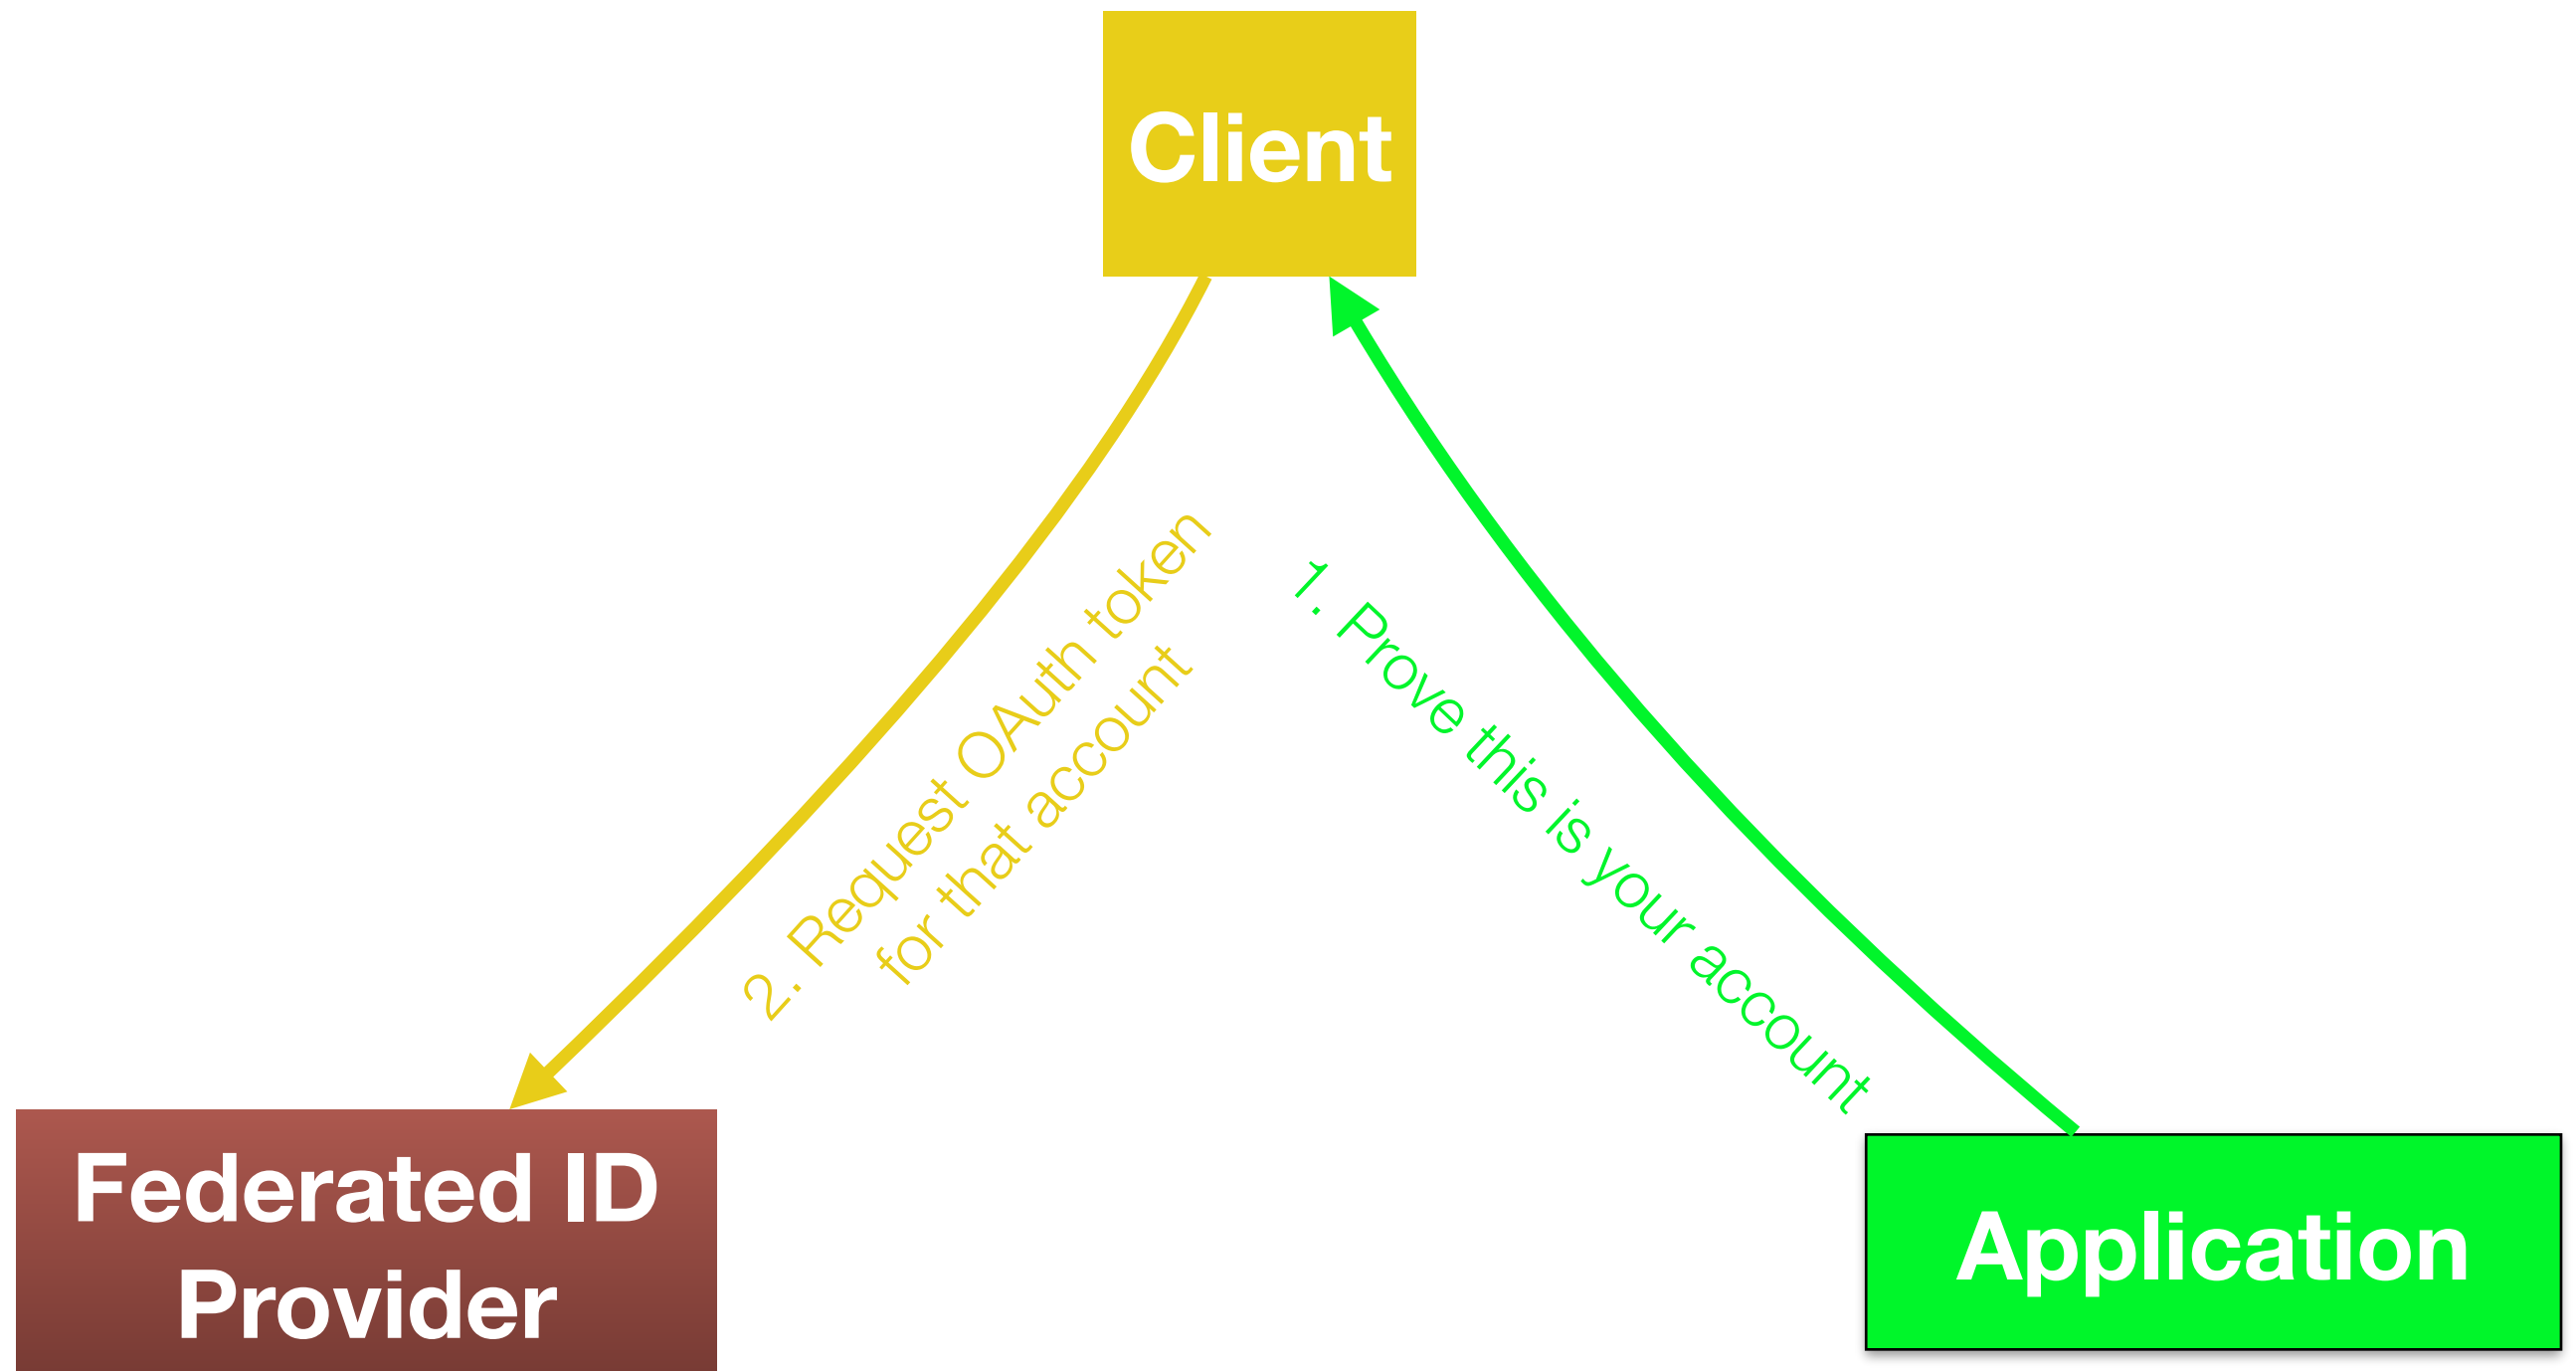 Client
2. Request OAuth token
for that account
1. Prove this is your account
Federated ID
Provider
Application